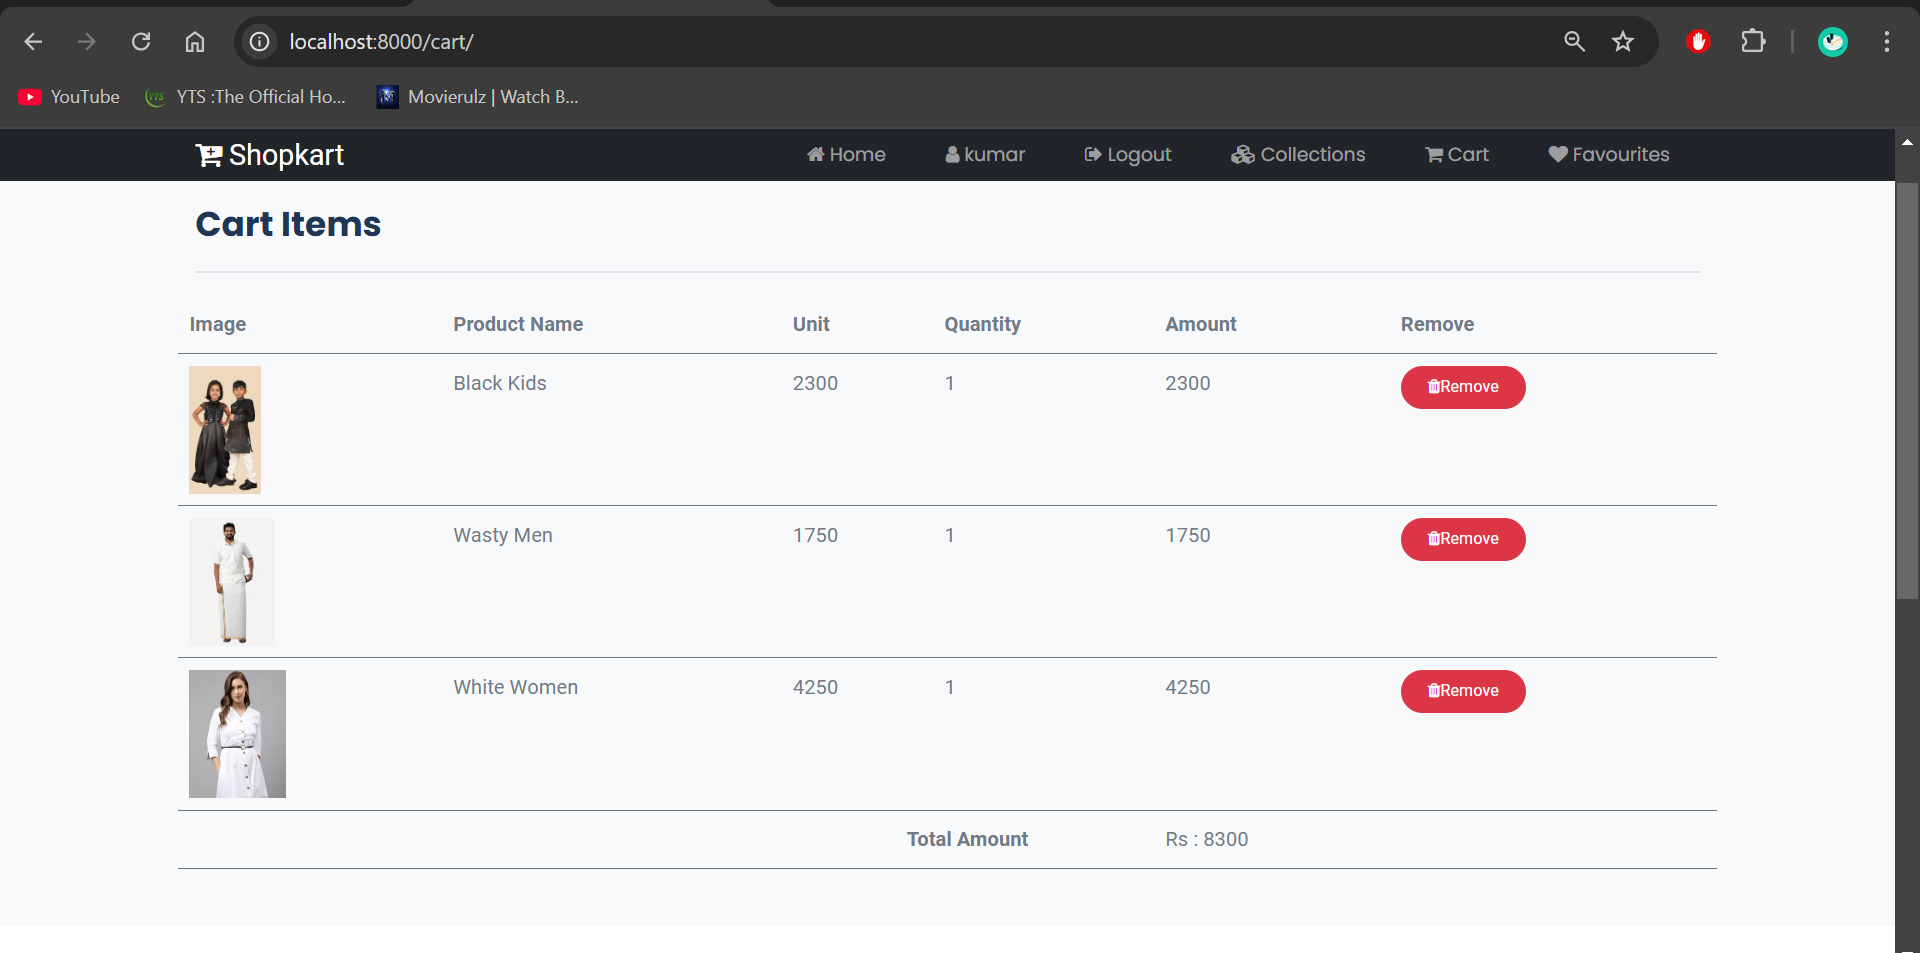 localhost:8000/cart/
YouTube YTS :The Official Ho... Movierulz | Watch B...
Shopkart Home kumar Logout Collections Cart Favourites
Cart Items
Image Product Name Unit Quantity Amount Remove
Black Kids 2300 1 2300 Remove
Wasty Men 1750 1 1750 Remove
White Women 4250 1 4250 Remove
Total Amount Rs : 8300